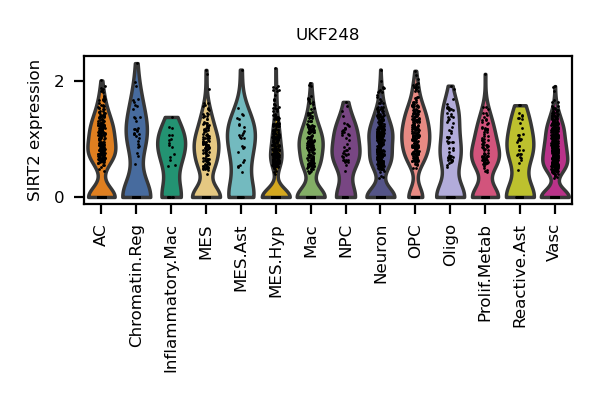 UKF248
SIRT2 expression
2
0
AC
Chromatin.Reg
Inflammatory.Mac
MES
MES.Ast
MES.Hyp
Mac
NPC
Neuron
OPC
Oligo
Prolif.Metab
Reactive.Ast
Vasc